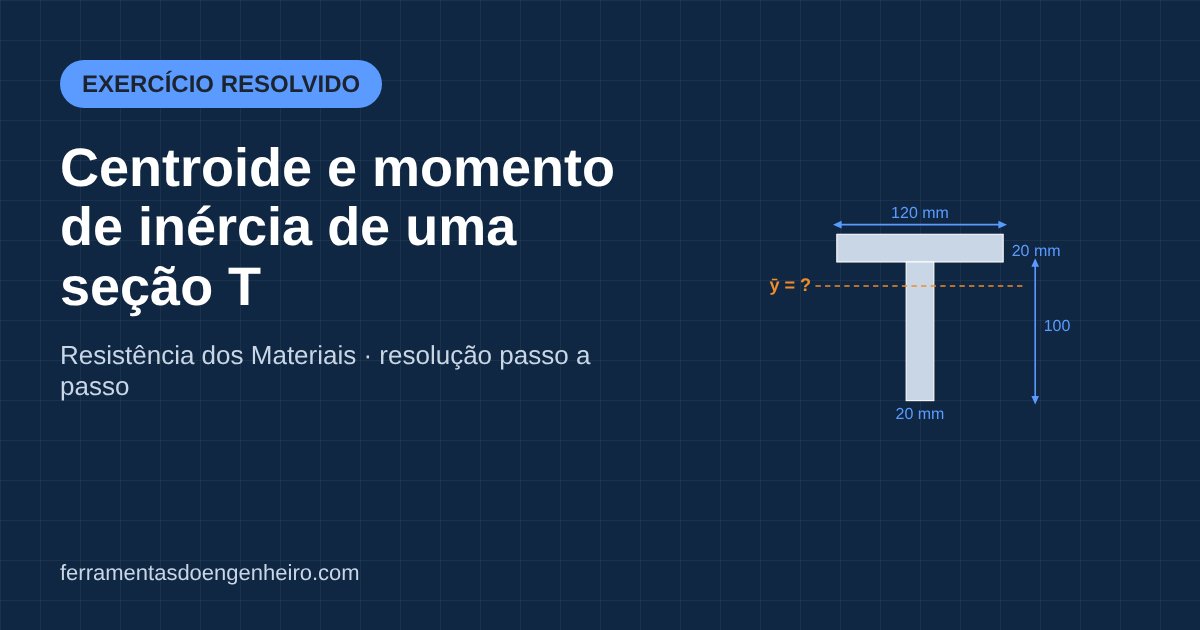 EXERCÍCIO RESOLVIDO
Centroide e momento
de inércia de uma
seção T
Resistência dos Materiais · resolução passo a
passo
120 mm
20 mm
ȳ = ?
100
20 mm
ferramentasdoengenheiro.com